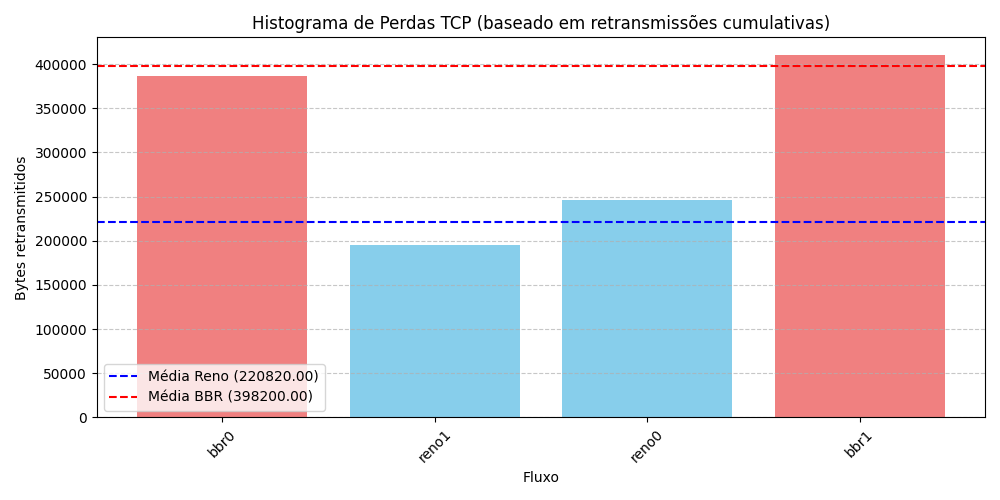 Histograma de Perdas TCP (baseado em retransmissões cumulativas)
Bytes retransmitidos
400000
350000
300000
250000
200000
150000
100000
50000
0
Média Reno (220820.00)
Média BBR (398200.00)
bbr0
reno1
reno0
bbr1
Fluxo